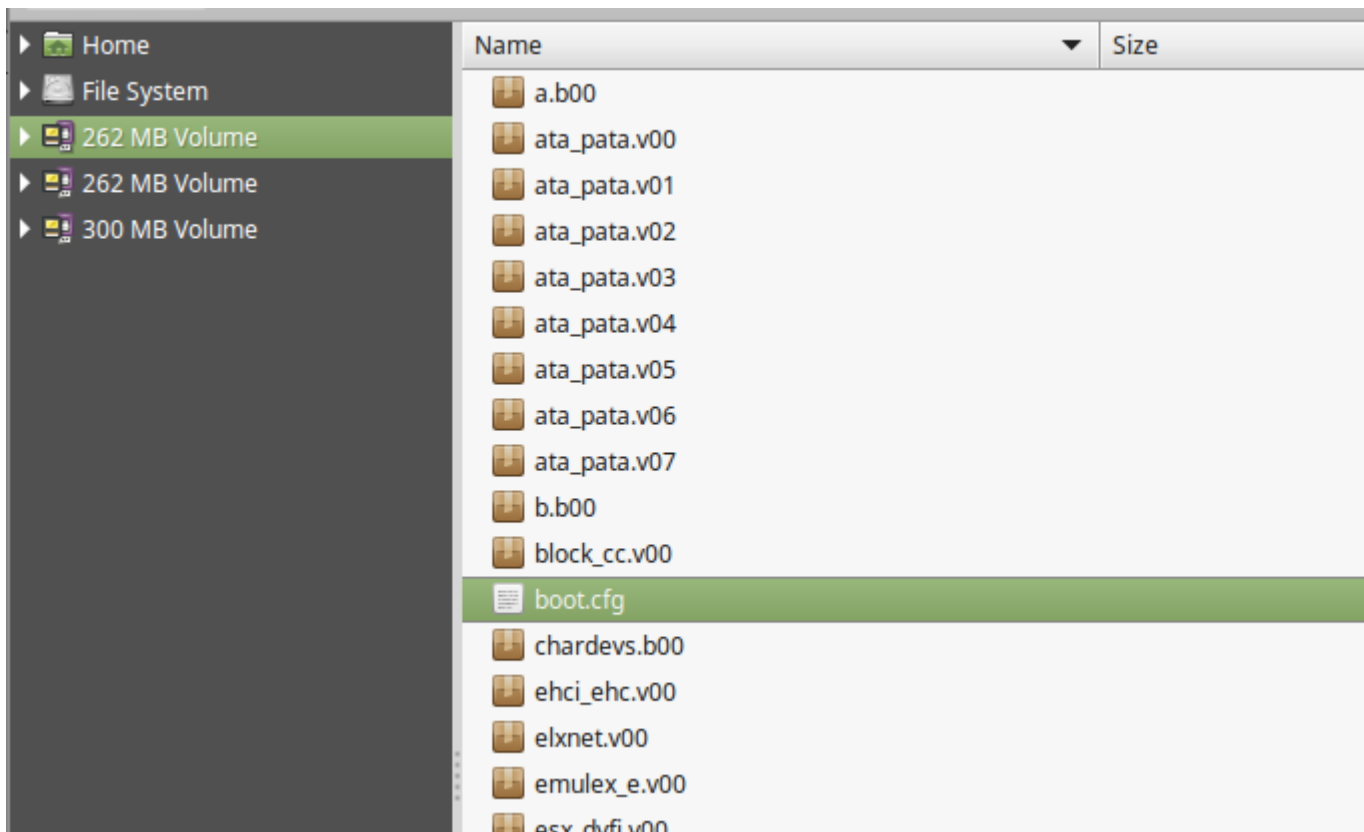 Home
File System
262 MB Volume
262 MB Volume
300 MB Volume
Name Size
a.b00
ata_pata.v00
ata_pata.v01
ata_pata.v02
ata_pata.v03
ata_pata.v04
ata_pata.v05
ata_pata.v06
ata_pata.v07
b.b00
block_cc.v00
boot.cfg
chardevs.b00
ehci_ehc.v00
elxnet.v00
emulex_e.v00
esx_dvfi.v00